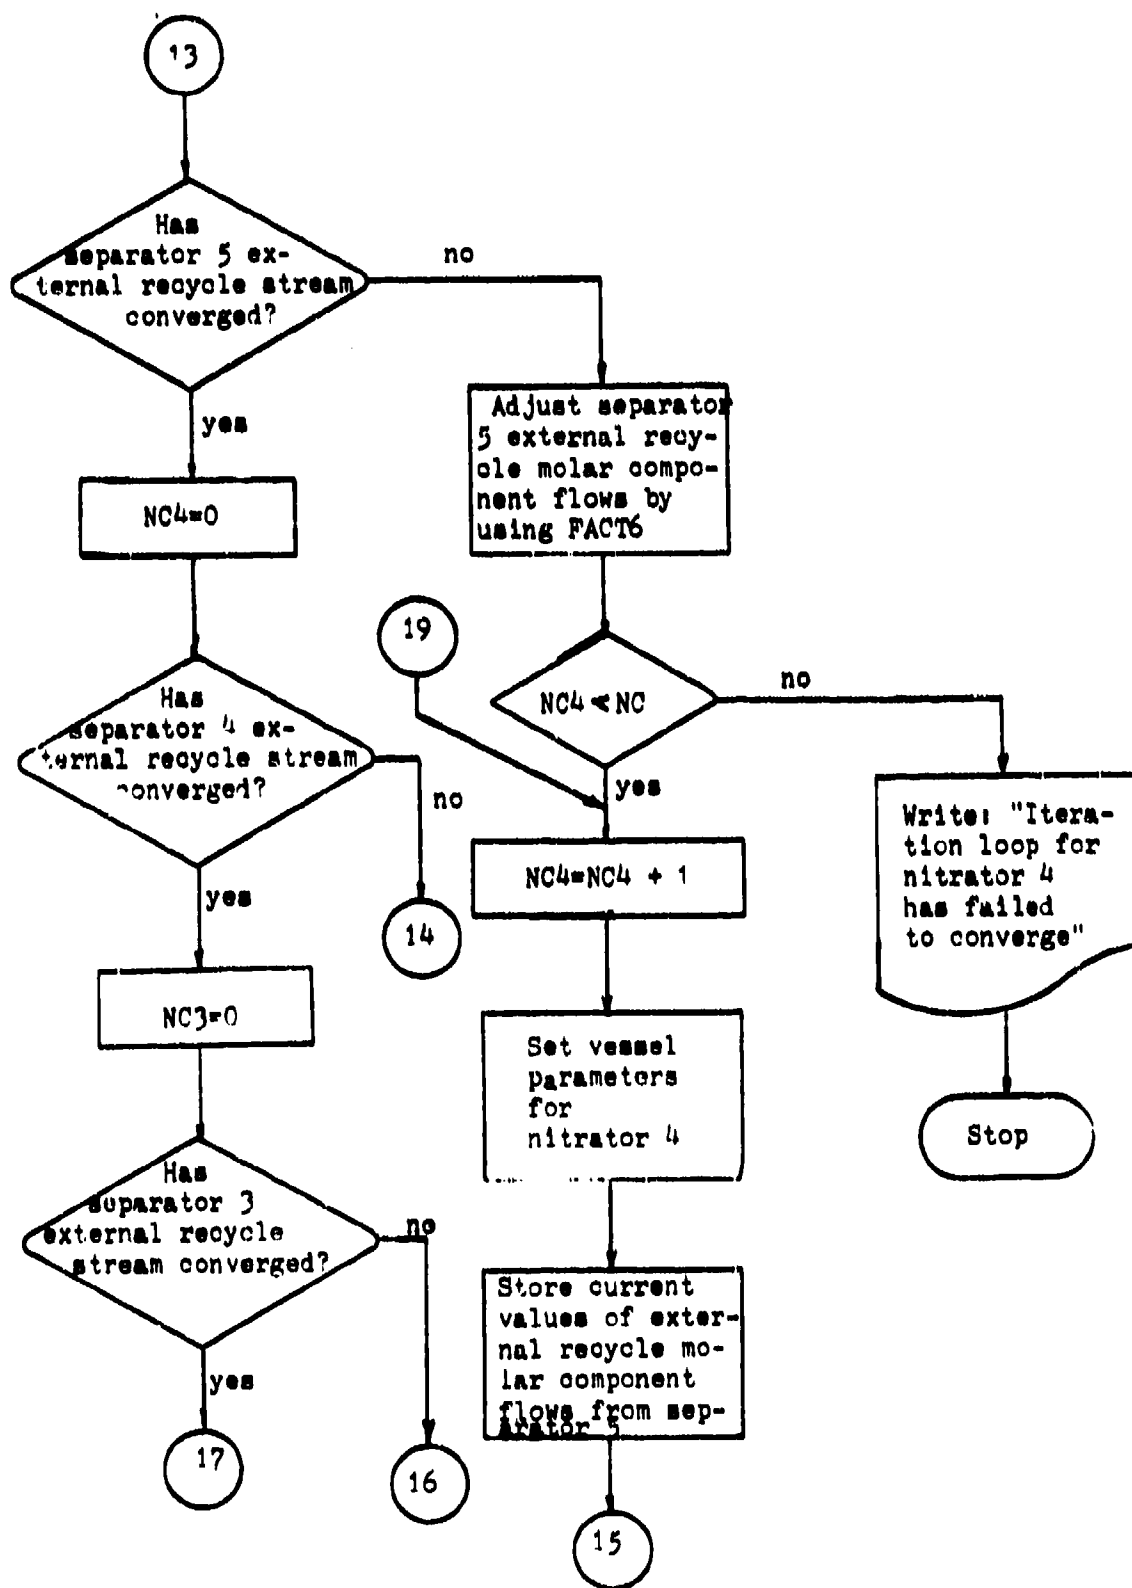 13
Has
separator 5 ex-
ternal recycle stream
converged?
no
yes
Adjust separator
5 external recy-
cle molar compo-
nent flows by
using FACT6
NC4=0
19
NC4 < NC
no
yes
Has
separator 4 ex-
ternal recycle stream
converged?
no
yes
14
NC4=NC4 + 1
Write: "Itera-
tion loop for
nitrator 4
has failed
to converge"
NC3=0
Set vessel
parameters
for
nitrator 4
Stop
Has
separator 3
external recycle
stream converged?
no
yes
Store current
values of exter-
nal recycle mo-
lar component
flows from sep-
arator 5
17
16
15